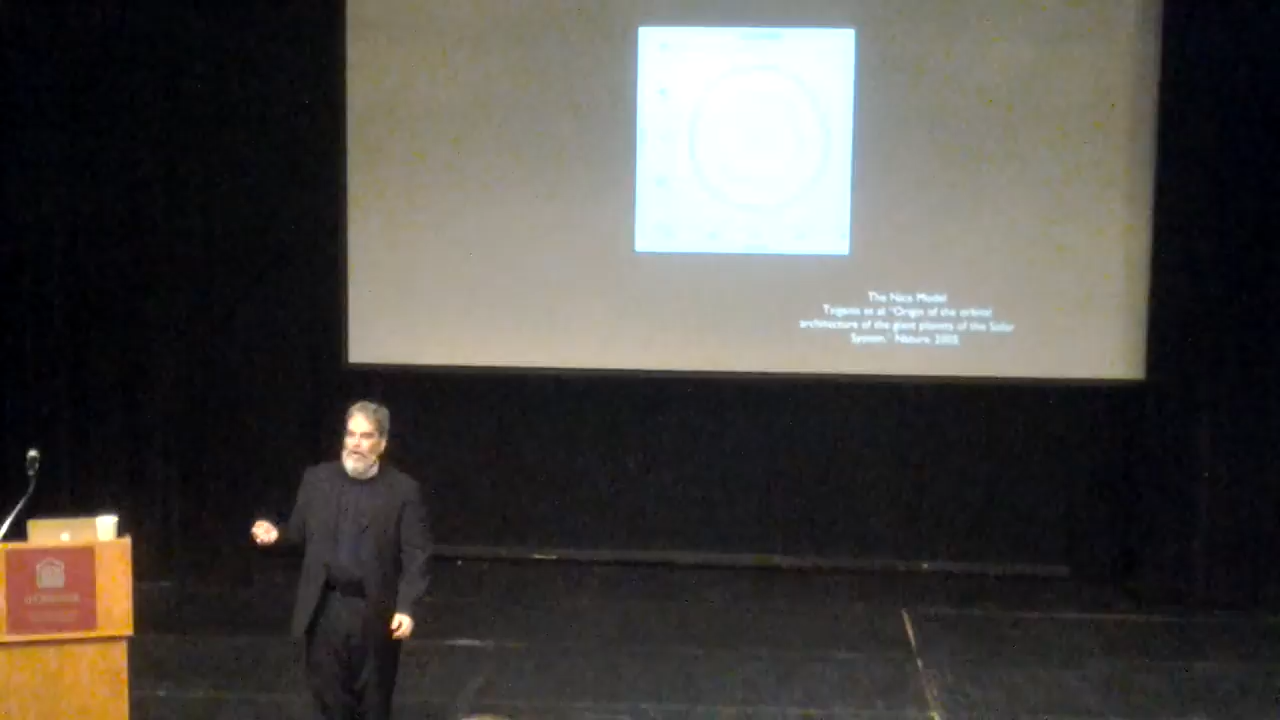 The Nice Model
Tsiganis et al "Origin of the orbital
architecture of the giant planets of the Solar
System," Nature, 2005